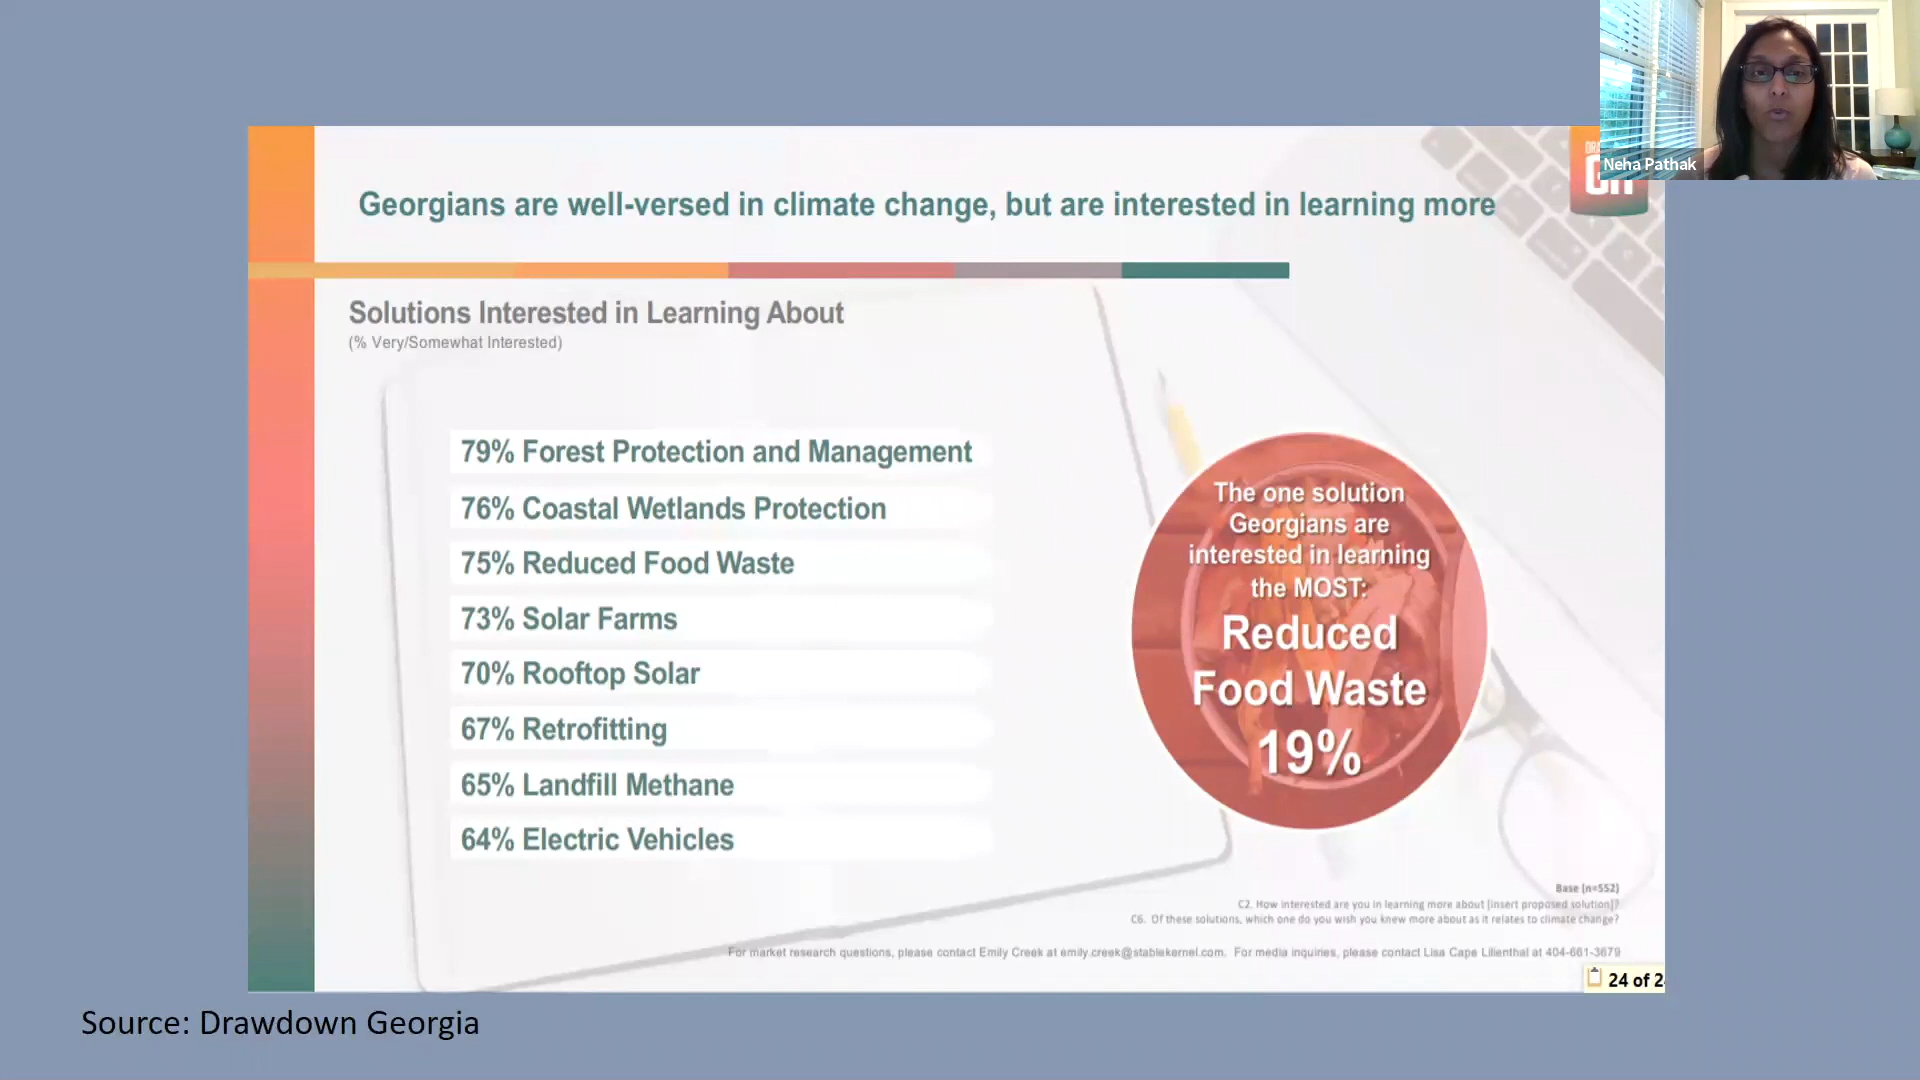 Neha Pathak
Georgians are well-versed in climate change, but are interested in learning more
Solutions Interested in Learning About
(% Very/Somewhat Interested)
79% Forest Protection and Management
76% Coastal Wetlands Protection
75% Reduced Food Waste
73% Solar Farms
70% Rooftop Solar
67% Retrofitting
65% Landfill Methane
64% Electric Vehicles
The one solution
Georgians are
interested in learning
the MOST:
Reduced
Food Waste
19%
Base (n=552)
C2. How interested are you in learning more about [insert proposed solution]?
C6. Of these solutions, which one do you wish you knew more about as it relates to climate change?
For market research questions, please contact Emily Creek at emily.creek@stablekernel.com. For media inquiries, please contact Lisa Cape Lilienthal at 404-661-3679
24 of 2
Source: Drawdown Georgia